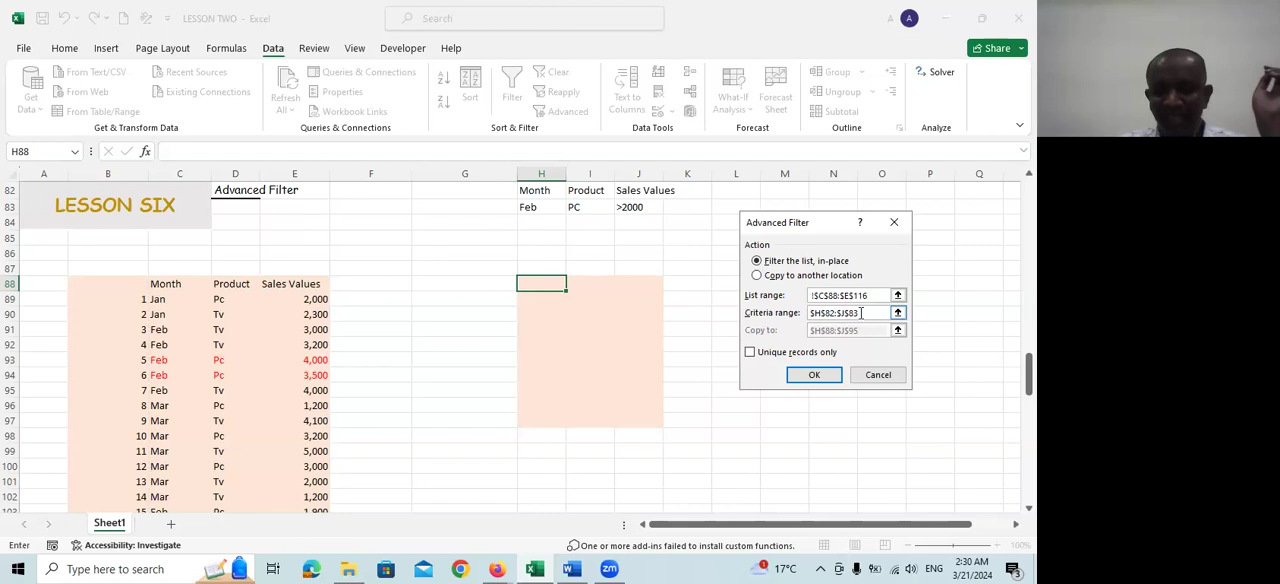 LESSON TWO - Excel
Search
A
A
File Home Insert Page Layout Formulas Data Review View Developer Help
Share
Get Data
From Text/CSV
From Web
From Table/Range
Recent Sources
Existing Connections
Get & Transform Data
Refresh All
Queries & Connections
Properties
Workbook Links
Queries & Connections
Sort
Filter
Clear
Reapply
Advanced
Sort & Filter
Text to Columns
Data Tools
What-If Analysis
Forecast Sheet
Forecast
Group
Ungroup
Subtotal
Outline
Solver
Analyze
H88
fx
A B C D E F G H I J K L M N O P Q
82 Advanced Filter Month Product Sales Values
LESSON SIX
83 Feb PC >2000
84
85
86
87
88 Month Product Sales Values
89 1 Jan Pc 2,000
90 2 Jan Tv 2,300
91 3 Feb Tv 3,000
92 4 Feb Tv 3,200
93 5 Feb Pc 4,000
94 6 Feb Pc 3,500
95 7 Feb Tv 4,000
96 8 Mar Pc 1,200
97 9 Mar Tv 4,100
98 10 Mar Pc 3,200
99 11 Mar Tv 5,000
100 12 Mar Pc 3,000
101 13 Mar Tv 2,000
102 14 Mar Tv 1,200
103 15 Feb Pc 1,900
Advanced Filter ?
Action
Filter the list, in-place
Copy to another location
List range: !$C$88:$E$116
Criteria range: $H$82:$J$83
Copy to: $H$88:$J$95
Unique records only
OK Cancel
Sheet1
Enter Accessibility: Investigate One or more add-ins failed to install custom functions. 100%
Type here to search
17°C
ENG
2:30 AM
3/21/2024